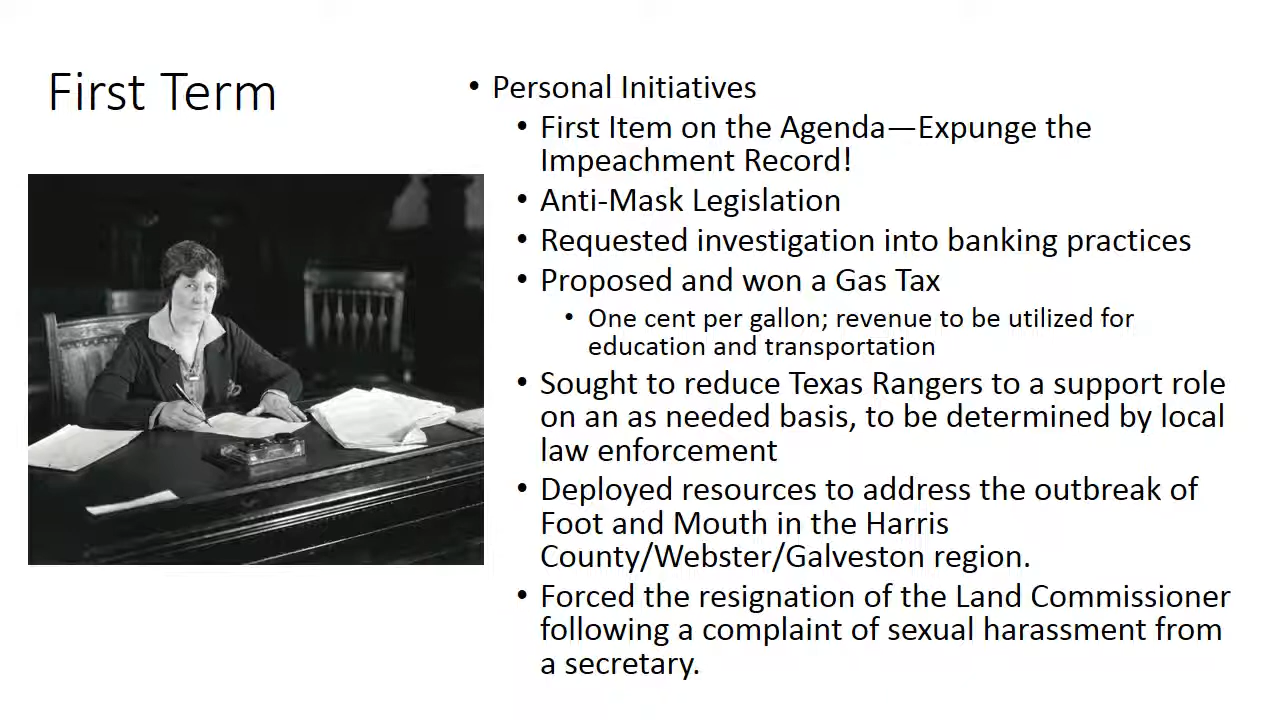 First Term
• Personal Initiatives
• First Item on the Agenda—Expunge the
Impeachment Record!
• Anti-Mask Legislation
• Requested investigation into banking practices
• Proposed and won a Gas Tax
• One cent per gallon; revenue to be utilized for
education and transportation
• Sought to reduce Texas Rangers to a support role
on an as needed basis, to be determined by local
law enforcement
• Deployed resources to address the outbreak of
Foot and Mouth in the Harris
County/Webster/Galveston region.
• Forced the resignation of the Land Commissioner
following a complaint of sexual harassment from
a secretary.